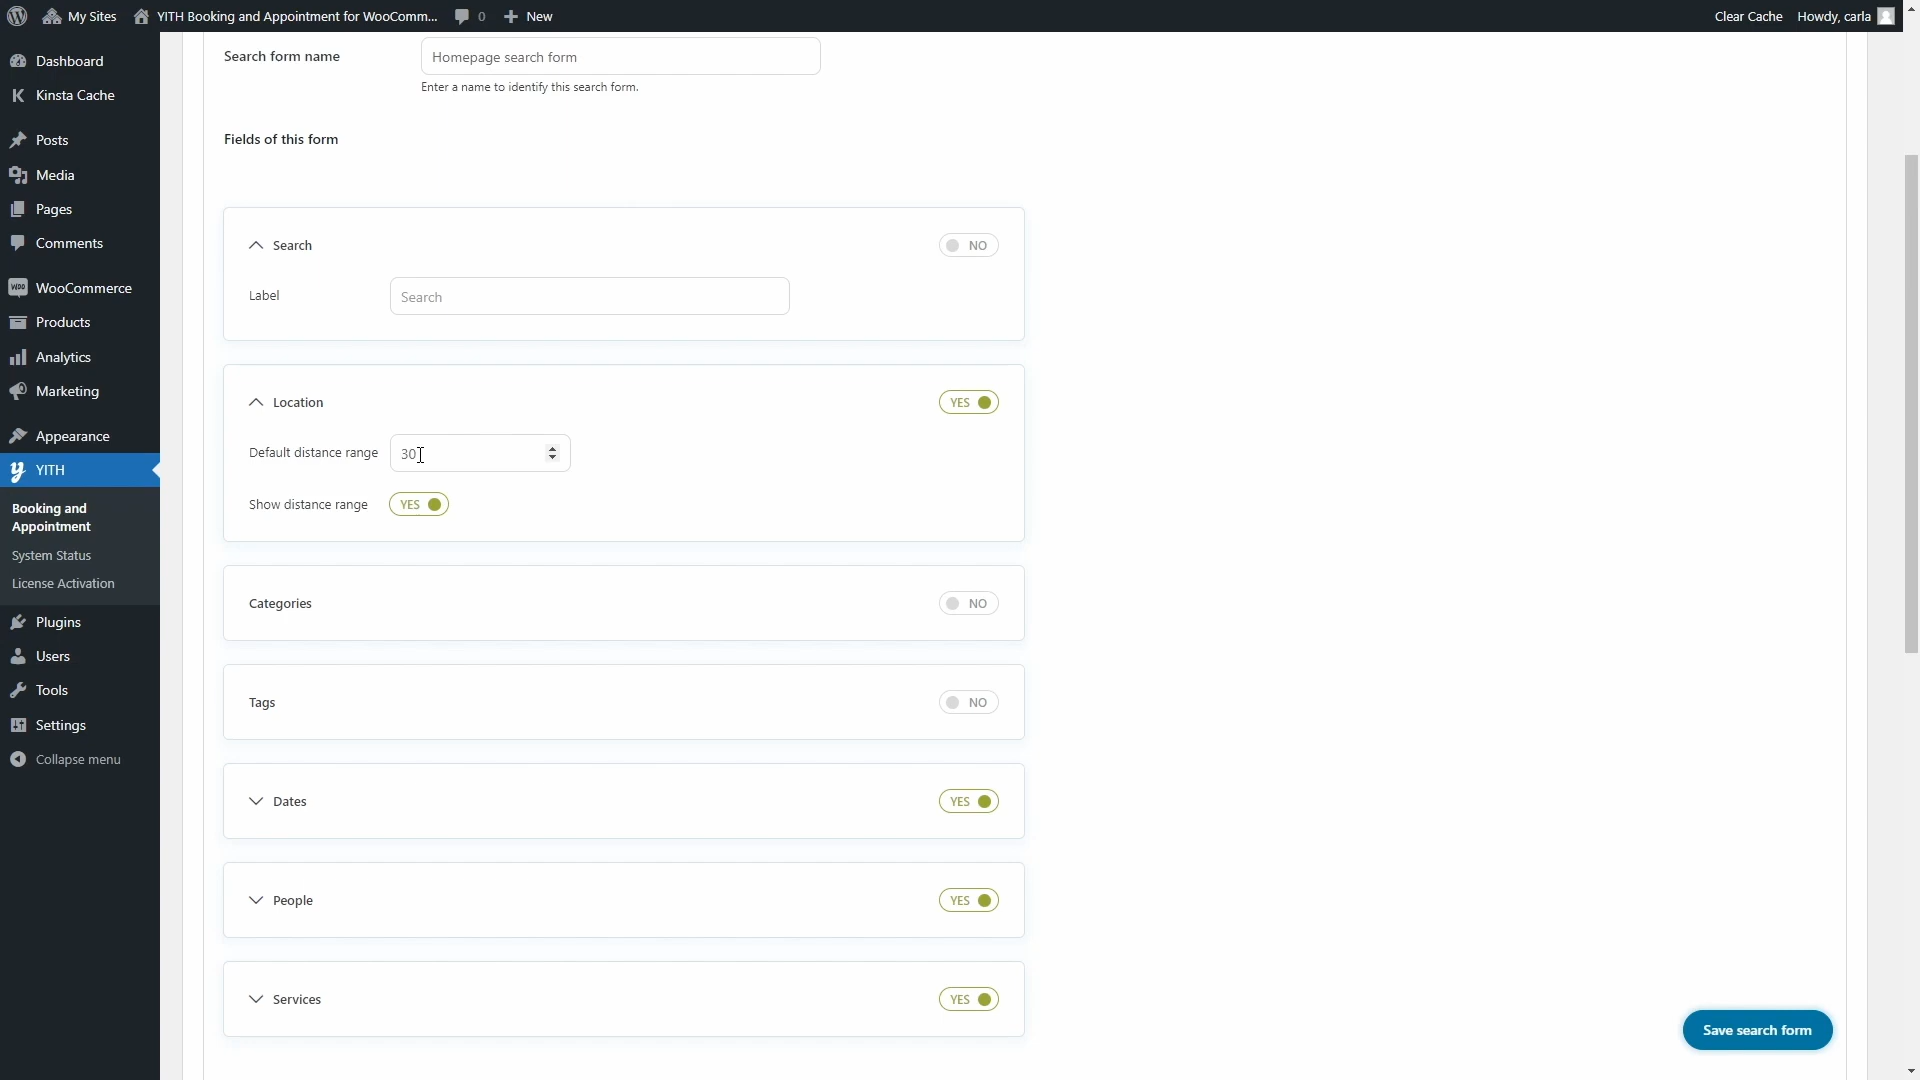 My Sites
YITH Booking and Appointment for WooComm...
0
New
Clear Cache
Howdy, carla
Dashboard
Kinsta Cache
Posts
Media
Pages
Comments
WooCommerce
Products
Analytics
Marketing
Appearance
YITH
Booking and
Appointment
System Status
License Activation
Plugins
Users
Tools
Settings
Collapse menu
Search form name
Homepage search form
Enter a name to identify this search form.
Fields of this form
Search
NO
Label
Search
Location
YES
Default distance range
30
Show distance range
YES
Categories
NO
Tags
NO
Dates
YES
People
YES
Services
YES
Save search form